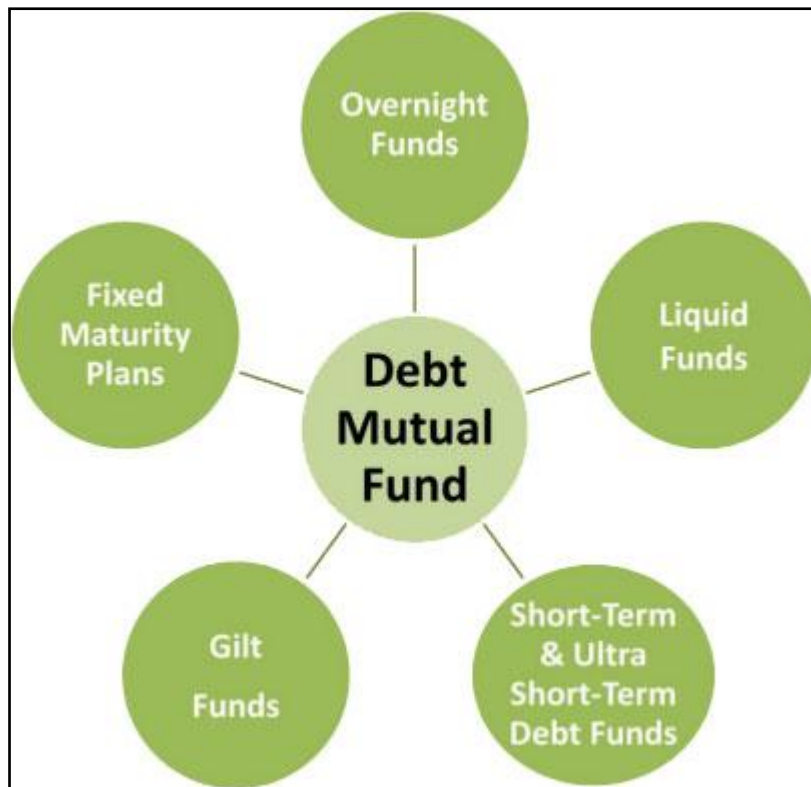 Overnight
Funds
Fixed
Maturity
Plans
Liquid
Funds
Debt
Mutual
Fund
Gilt
Funds
Short-Term
& Ultra
Short-Term
Debt Funds